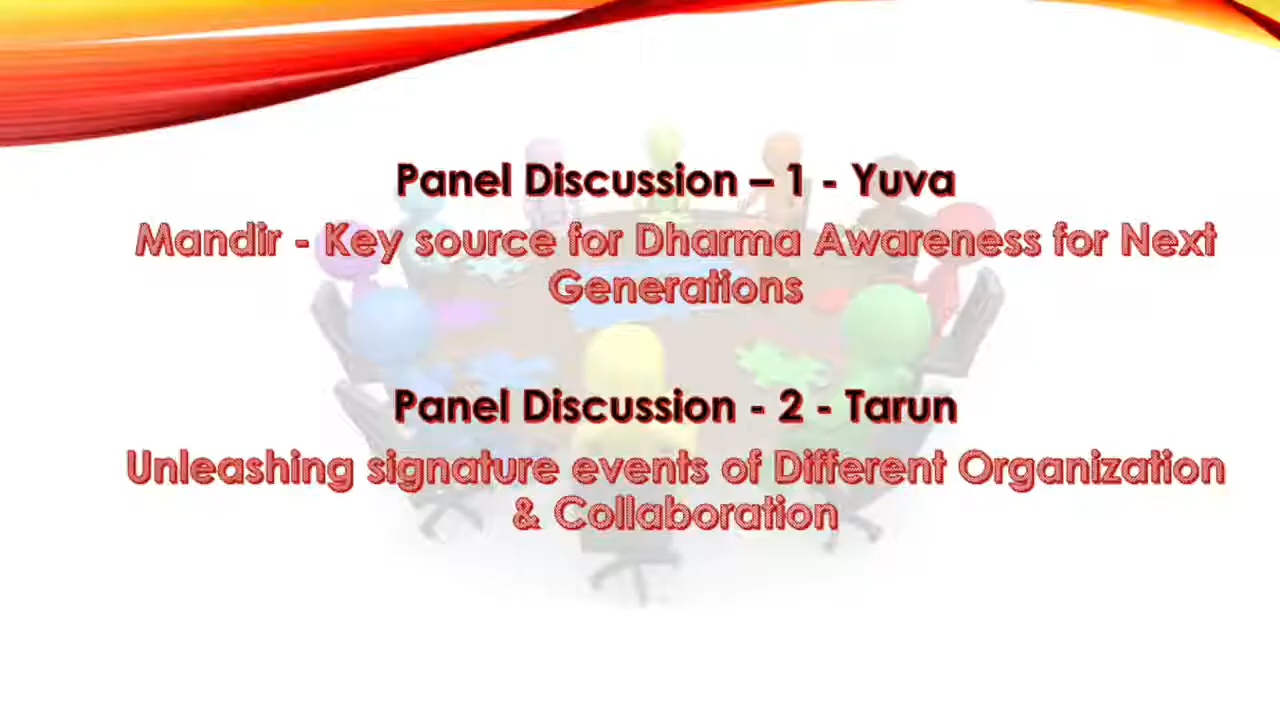 Panel Discussion – 1 - Yuva
Mandir - Key source for Dharma Awareness for Next
Generations
Panel Discussion - 2 - Tarun
Unleashing signature events of Different Organization
& Collaboration